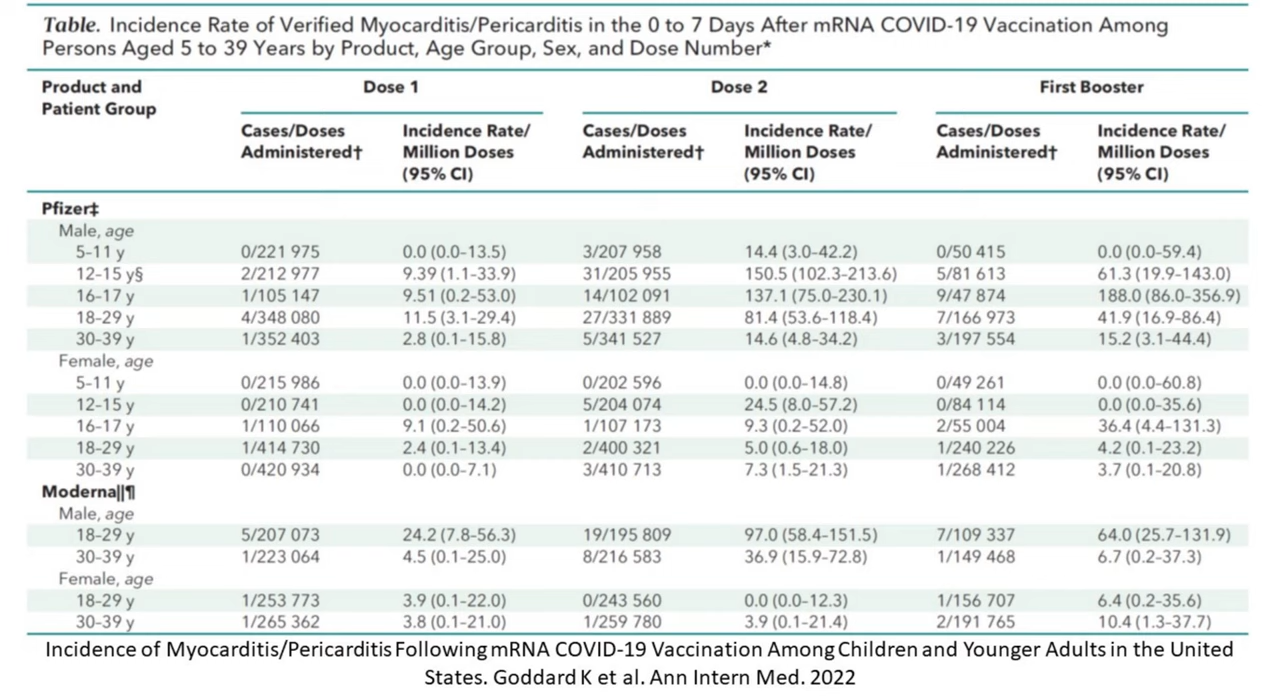 Table. Incidence Rate of Verified Myocarditis/Pericarditis in the 0 to 7 Days After mRNA COVID-19 Vaccination Among
Persons Aged 5 to 39 Years by Product, Age Group, Sex, and Dose Number*
Product and Patient Group Dose 1 Dose 2 First Booster
Cases/Doses Administered† Incidence Rate/ Million Doses (95% CI) Cases/Doses Administered† Incidence Rate/ Million Doses (95% CI) Cases/Doses Administered† Incidence Rate/ Million Doses (95% CI)
Pfizer‡
Male, age
5-11 y 0/221 975 0.0 (0.0-13.5) 3/207 958 14.4 (3.0-42.2) 0/50 415 0.0 (0.0-59.4)
12-15 y§ 2/212 977 9.39 (1.1-33.9) 31/205 955 150.5 (102.3-213.6) 5/81 613 61.3 (19.9-143.0)
16-17 y 1/105 147 9.51 (0.2-53.0) 14/102 091 137.1 (75.0-230.1) 9/47 874 188.0 (86.0-356.9)
18-29 y 4/348 080 11.5 (3.1-29.4) 27/331 889 81.4 (53.6-118.4) 7/166 973 41.9 (16.9-86.4)
30-39 y 1/352 403 2.8 (0.1-15.8) 5/341 527 14.6 (4.8-34.2) 3/197 554 15.2 (3.1-44.4)
Female, age
5-11 y 0/215 986 0.0 (0.0-13.9) 0/202 596 0.0 (0.0-14.8) 0/49 261 0.0 (0.0-60.8)
12-15 y 0/210 741 0.0 (0.0-14.2) 5/204 074 24.5 (8.0-57.2) 0/84 114 0.0 (0.0-35.6)
16-17 y 1/110 066 9.1 (0.2-50.6) 1/107 173 9.3 (0.2-52.0) 2/55 004 36.4 (4.4-131.3)
18-29 y 1/414 730 2.4 (0.1-13.4) 2/400 321 5.0 (0.6-18.0) 1/240 226 4.2 (0.1-23.2)
30-39 y 0/420 934 0.0 (0.0-7.1) 3/410 713 7.3 (1.5-21.3) 1/268 412 3.7 (0.1-20.8)
Moderna||¶
Male, age
18-29 y 5/207 073 24.2 (7.8-56.3) 19/195 809 97.0 (58.4-151.5) 7/109 337 64.0 (25.7-131.9)
30-39 y 1/223 064 4.5 (0.1-25.0) 8/216 583 36.9 (15.9-72.8) 1/149 468 6.7 (0.2-37.3)
Female, age
18-29 y 1/253 773 3.9 (0.1-22.0) 0/243 560 0.0 (0.0-12.3) 1/156 707 6.4 (0.2-35.6)
30-39 y 1/265 362 3.8 (0.1-21.0) 1/259 780 3.9 (0.1-21.4) 2/191 765 10.4 (1.3-37.7)
Incidence of Myocarditis/Pericarditis Following mRNA COVID-19 Vaccination Among Children and Younger Adults in the United
States. Goddard K et al. Ann Intern Med. 2022